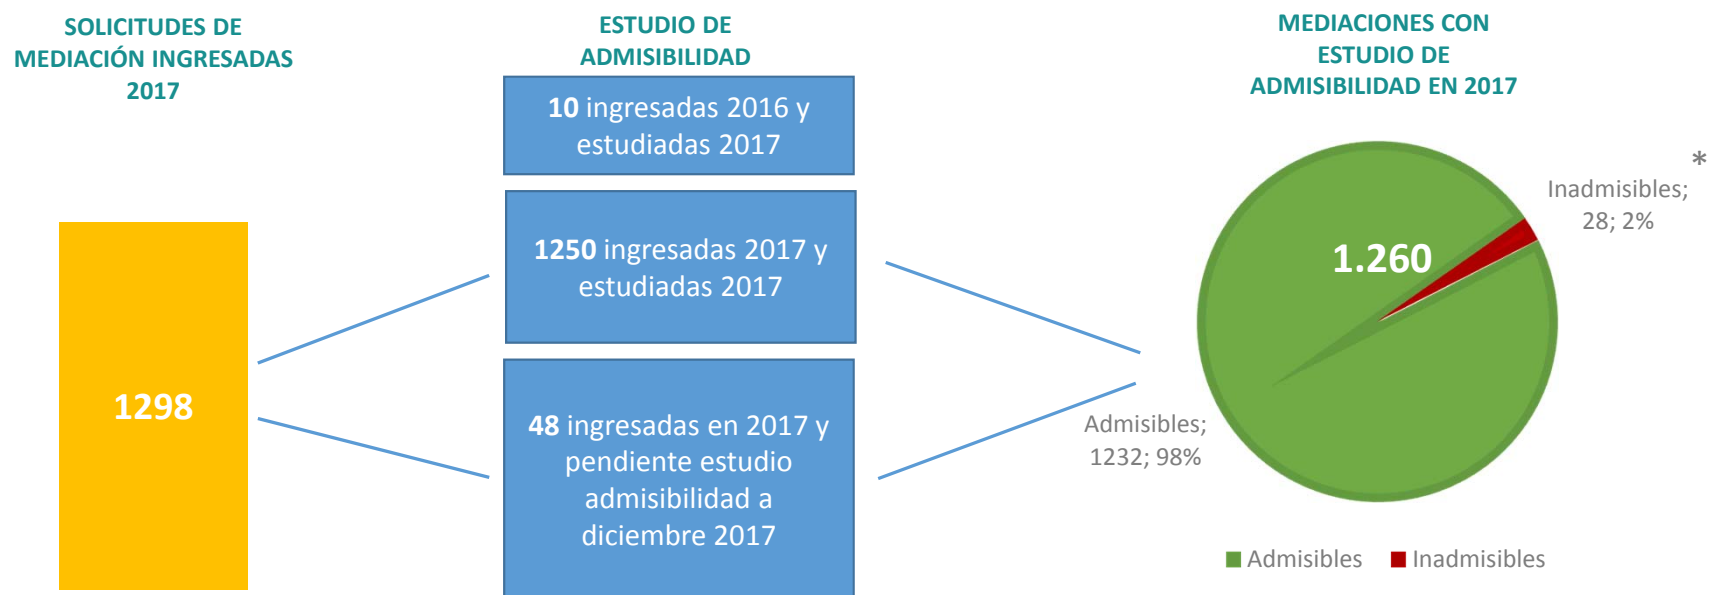 SOLICITUDES DE
MEDIACIÓN INGRESADAS
2017
1298
ESTUDIO DE
ADMISIBILIDAD
10 ingresadas 2016 y
estudiadas 2017
1250 ingresadas 2017 y
estudiadas 2017
48 ingresadas en 2017 y
pendiente estudio
admisibilidad a
diciembre 2017
MEDIACIONES CON
ESTUDIO DE
ADMISIBILIDAD EN 2017
*
Inadmisibles;
28; 2%
1.260
Admisibles;
1232; 98%
Admisibles
Inadmisibles